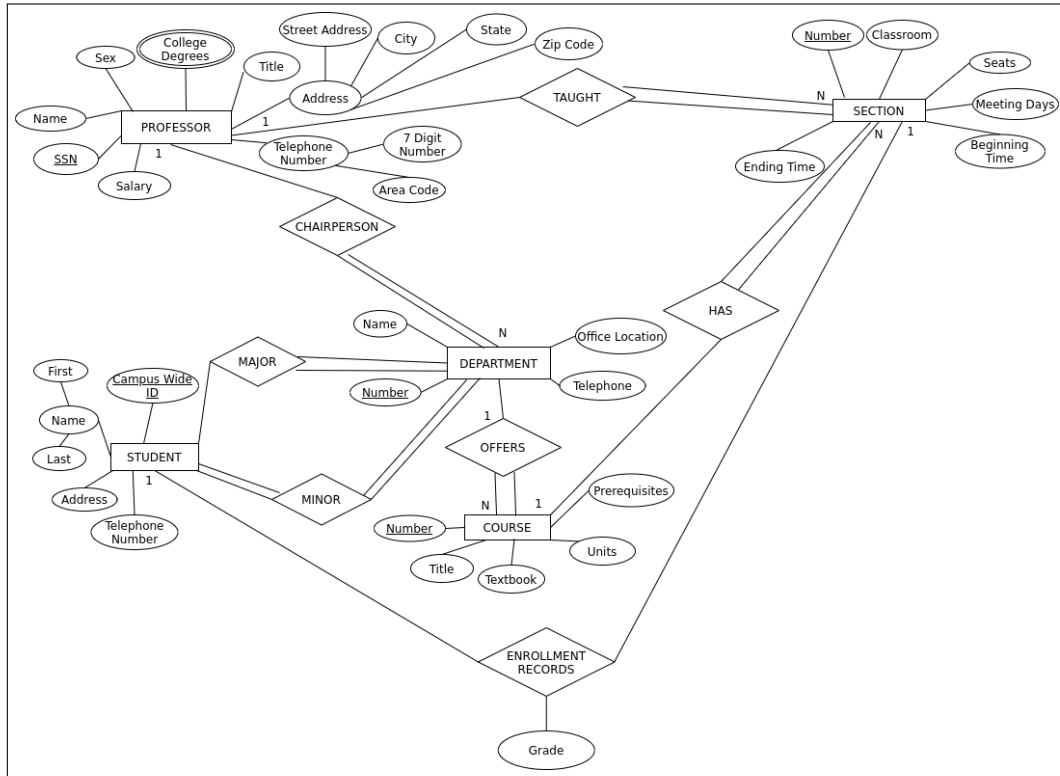 Street Address
College
Degrees
City
State
Number
Classroom
Sex
Title
Zip Code
Seats
Address
TAUGHT
N
SECTION
Meeting Days
Name
PROFESSOR
1
N
1
7 Digit
Number
Telephone
Number
Beginning
Time
SSN
1
Ending Time
Salary
Area Code
CHAIRPERSON
HAS
Name
N
Office Location
MAJOR
DEPARTMENT
First
Campus Wide
ID
Number
Telephone
Name
1
OFFERS
STUDENT
Last
1
Prerequisites
MINOR
Address
N
1
Telephone
Number
Number
COURSE
Units
Title
Textbook
ENROLLMENT
RECORDS
Grade